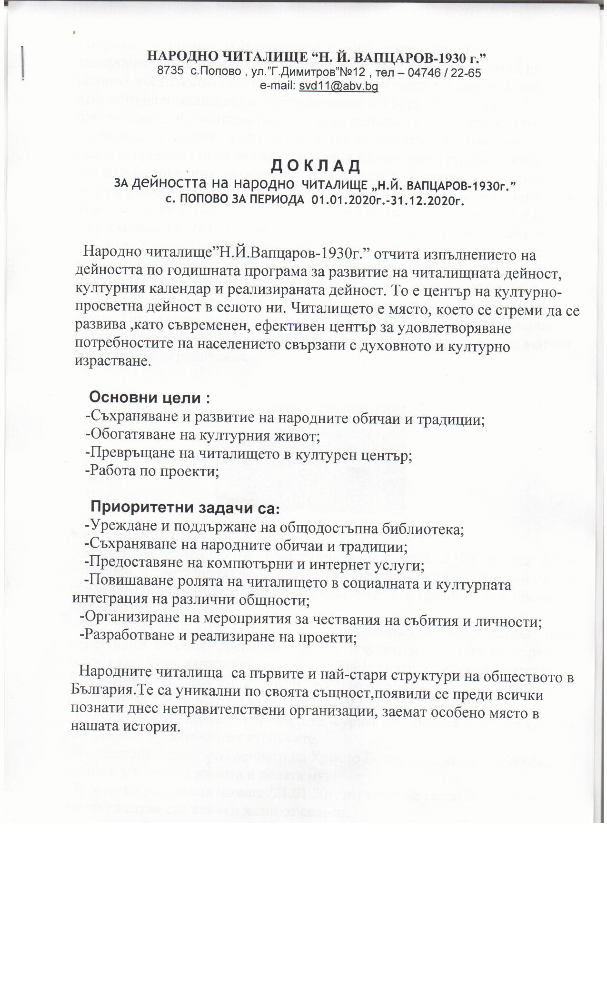 НАРОДНО ЧИТАЛИЩЕ “Н. Й. ВАПЦАРОВ-1930 г.”
8735 с.Попово , ул.”Г.Димитров”№12 , тел – 04746 / 22-65
e-mail: svd11@abv.bg
Д О К Л А Д
ЗА дейността на народно ЧИТАЛИЩЕ „Н.Й. ВАПЦАРОВ-1930г.”
с. ПОПОВО ЗА ПЕРИОДА 01.01.2020г.-31.12.2020г.
Народно читалище”Н.Й.Вапцаров-1930г.” отчита изпълнението на
дейността по годишната програма за развитие на читалищната дейност,
културния календар и реализираната дейност. То е център на културно-
просветна дейност в селото ни. Читалището е място, което се стреми да се
развива ,като съвременен, ефективен център за удовлетворяване
потребностите на населението свързани с духовното и културно
израстване.
Основни цели :
-Съхраняване и развитие на народните обичаи и традиции;
-Обогатяване на културния живот;
-Превръщане на читалището в културен център;
-Работа по проекти;
Приоритетни задачи са:
-Уреждане и поддържане на общодостъпна библиотека;
-Съхраняване на народните обичаи и традиции;
-Предоставяне на компютърни и интернет услуги;
-Повишаване ролята на читалището в социалната и културната
интеграция на различни общности;
-Организиране на мероприятия за чествания на събития и личности;
-Разработване и реализиране на проекти;
Народните читалища са първите и най-стари структури на обществото в
България.Те са уникални по своята същност,появили се преди всички
познати днес неправителствени организации, заемат особено място в
нашата история.